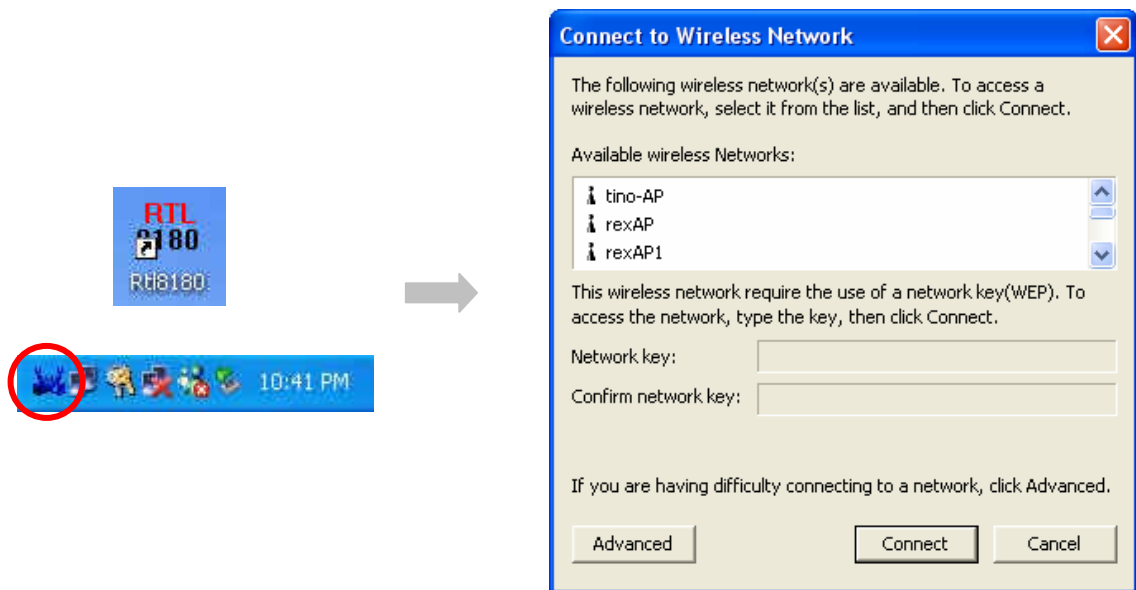 RTL
8180
Rtl8180
10:41 PM
Connect to Wireless Network
The following wireless network(s) are available. To access a
wireless network, select it from the list, and then click Connect.
Available wireless Networks:
tino-AP
rexAP
rexAP1
This wireless network require the use of a network key(WEP). To
access the network, type the key, then click Connect.
Network key:
Confirm network key:
If you are having difficulty connecting to a network, click Advanced.
Advanced
Connect
Cancel